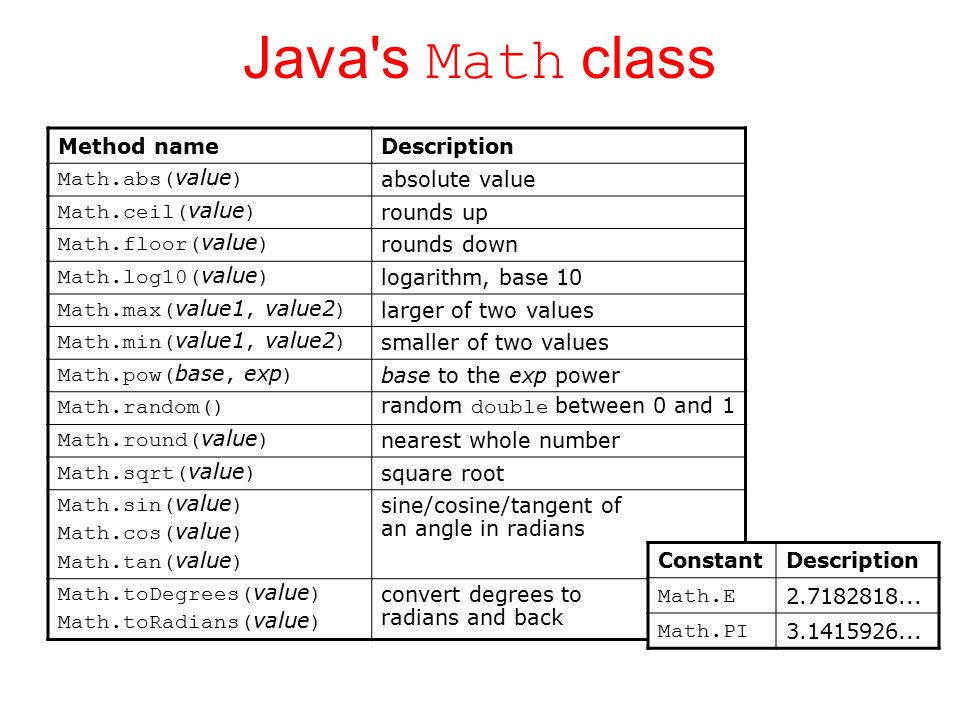 Java's Math class
Method name Description
Math.abs(value) absolute value
Math.ceil(value) rounds up
Math.floor(value) rounds down
Math.log10(value) logarithm, base 10
Math.max(value1, value2) larger of two values
Math.min(value1, value2) smaller of two values
Math.pow(base, exp) base to the exp power
Math.random() random double between 0 and 1
Math.round(value) nearest whole number
Math.sqrt(value) square root
Math.sin(value) sine/cosine/tangent of
Math.cos(value) an angle in radians
Math.tan(value)
Math.toDegrees(value) convert degrees to
Math.toRadians(value) radians and back
Constant Description
Math.E 2.7182818...
Math.PI 3.1415926...